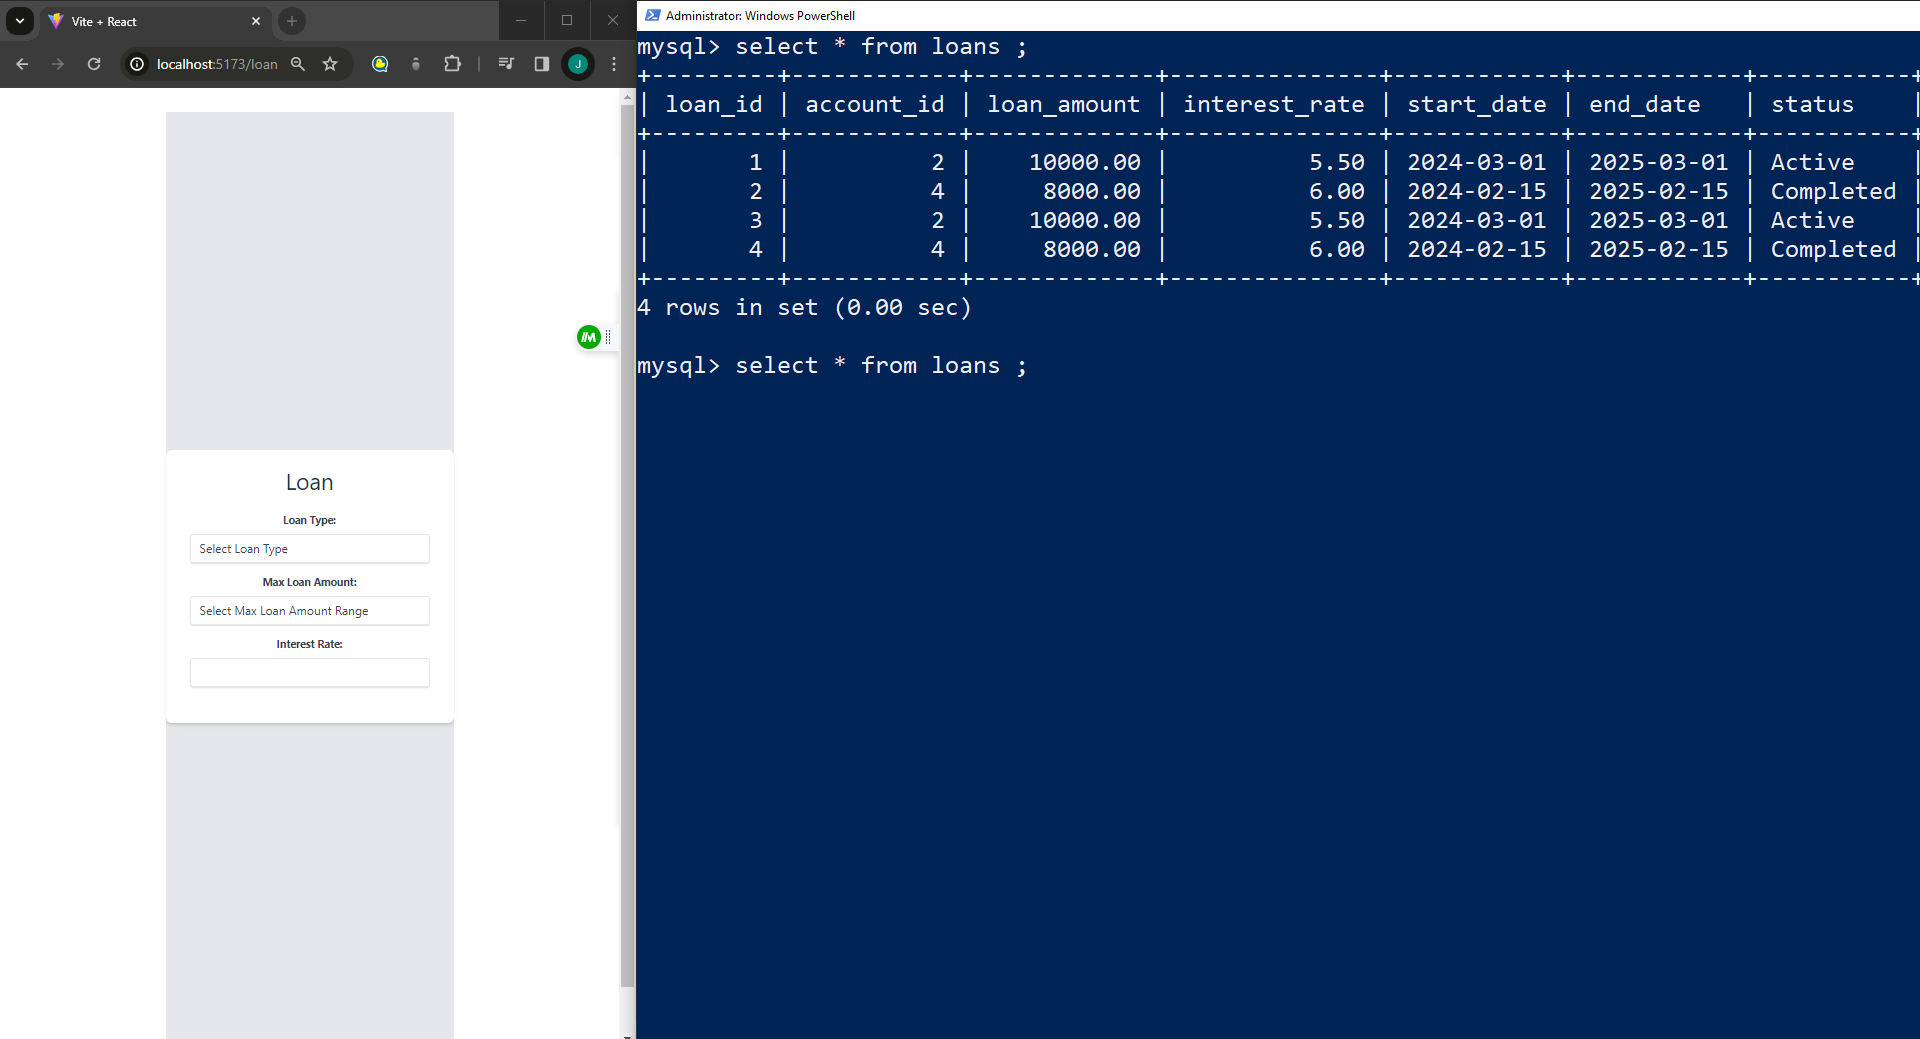 Vite + React
localhost:5173/loan
J
Loan
Loan Type:
Select Loan Type
Max Loan Amount:
Select Max Loan Amount Range
Interest Rate:
Administrator: Windows PowerShell
mysql> select * from loans ;
+---------+------------+-------------+---------------+------------+------------+-----------+
| loan_id | account_id | loan_amount | interest_rate | start_date | end_date   | status    |
+---------+------------+-------------+---------------+------------+------------+-----------+
|       1 |          2 |    10000.00 |          5.50 | 2024-03-01 | 2025-03-01 | Active    |
|       2 |          4 |     8000.00 |          6.00 | 2024-02-15 | 2025-02-15 | Completed |
|       3 |          2 |    10000.00 |          5.50 | 2024-03-01 | 2025-03-01 | Active    |
|       4 |          4 |     8000.00 |          6.00 | 2024-02-15 | 2025-02-15 | Completed |
+---------+------------+-------------+---------------+------------+------------+-----------+
4 rows in set (0.00 sec)
mysql> select * from loans ;